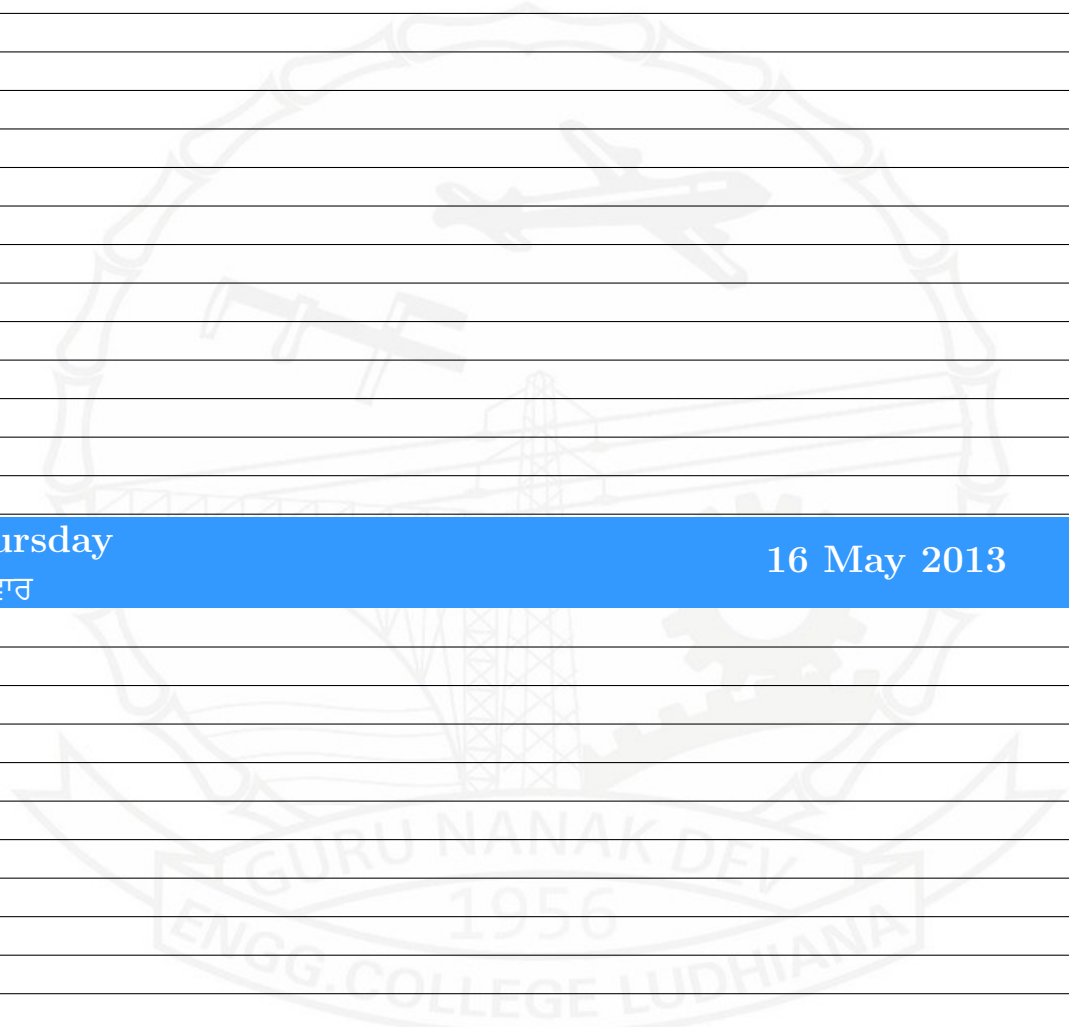 ursday
16 May 2013
ਵਾਰ
GURU NANAK DEV
1956
ENGG. COLLEGE LUDHIANA